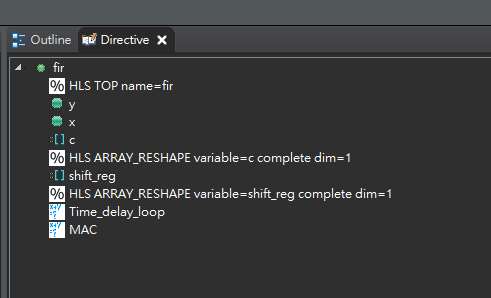 Outline Directive
fir
% HLS TOP name=fir
y
x
[ ] c
% HLS ARRAY_RESHAPE variable=c complete dim=1
[ ] shift_reg
% HLS ARRAY_RESHAPE variable=shift_reg complete dim=1
Time_delay_loop
MAC